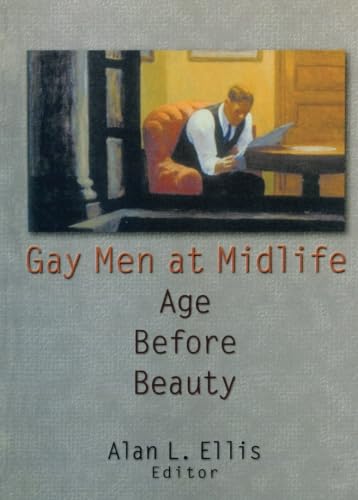 Gay Men at Midlife
Age
Before
Beauty
Alan L. Ellis
Editor